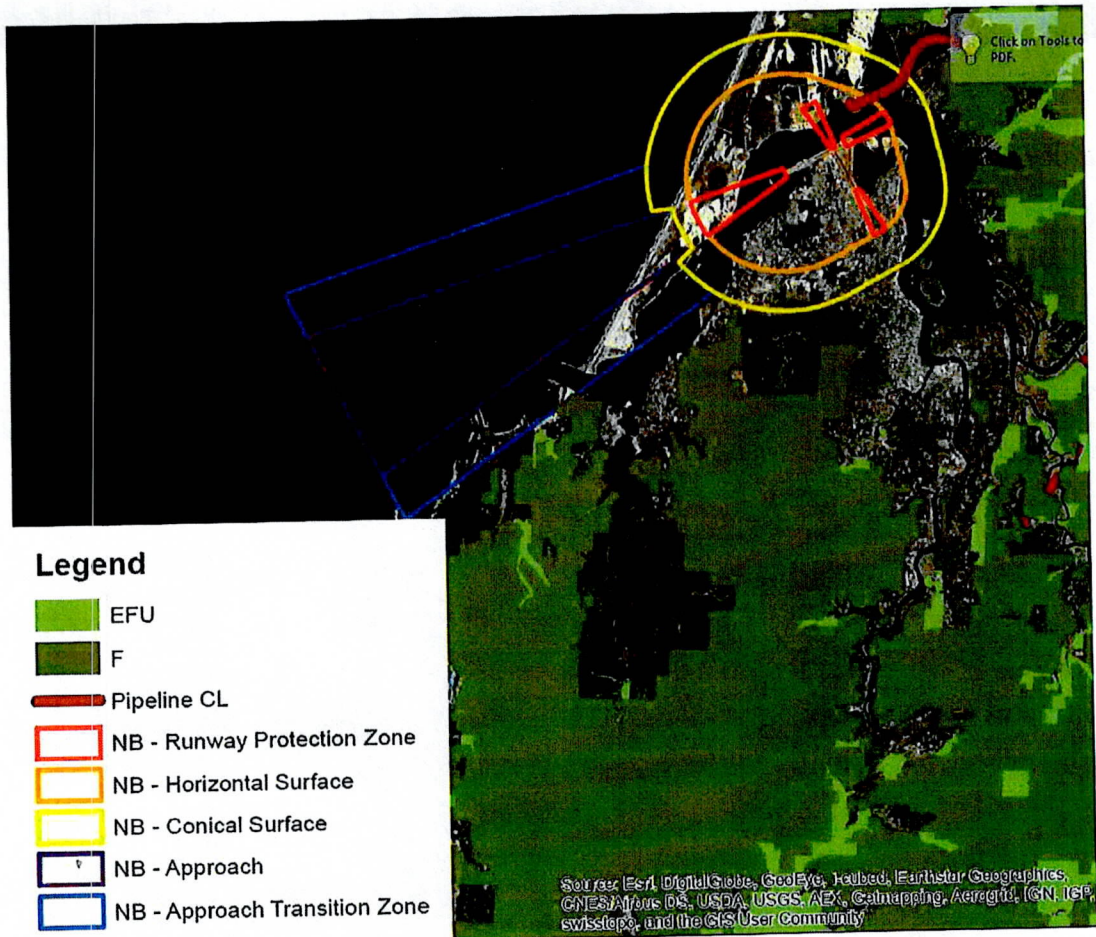 Click on Tools to
PDF.
Legend
EFU
F
Pipeline CL
NB - Runway Protection Zone
NB - Horizontal Surface
NB - Conical Surface
NB - Approach
NB - Approach Transition Zone
Source: Esri, DigitalGlobe, GeoEye, i-cubed, Earthstar Geographics,
CNES/Airbus DS, USDA, USGS, AEX, Getmapping, Aerogrid, IGN, IGP,
swisstopo, and the GIS User Community